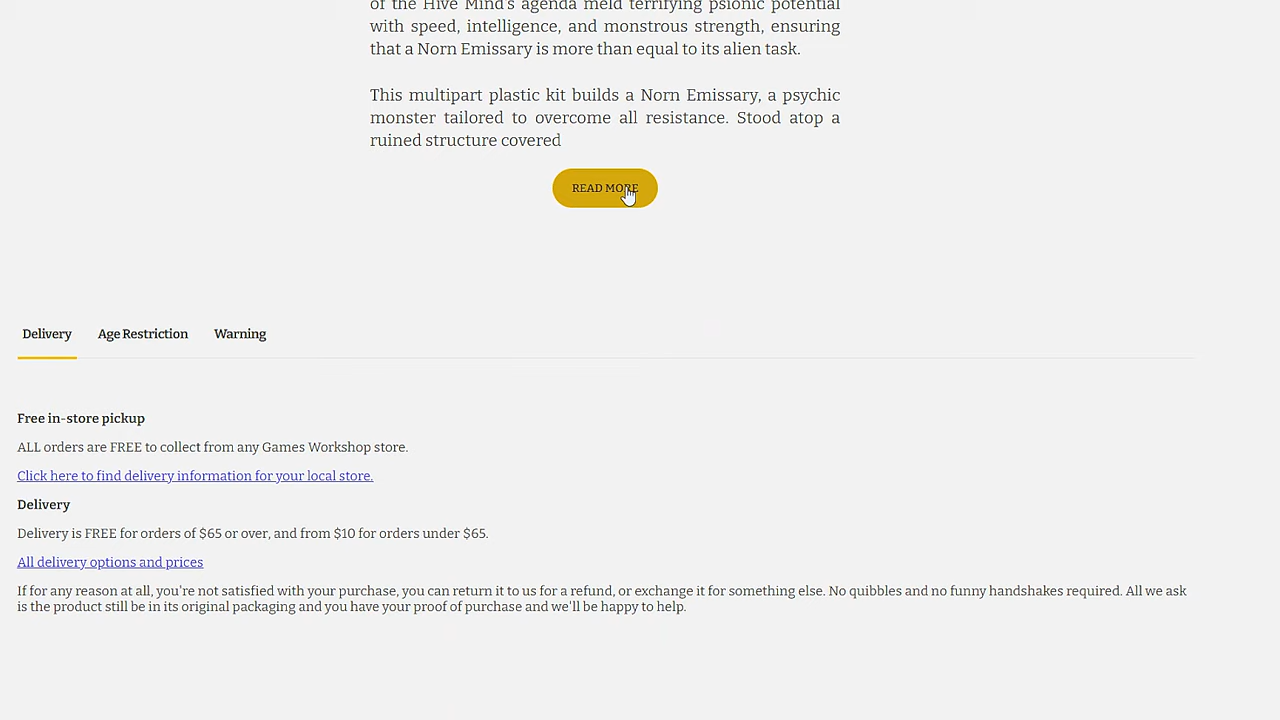 of the Hive Mind's agenda meld terrifying psionic potential
with speed, intelligence, and monstrous strength, ensuring
that a Norn Emissary is more than equal to its alien task.
This multipart plastic kit builds a Norn Emissary, a psychic
monster tailored to overcome all resistance. Stood atop a
ruined structure covered
READ MORE
Delivery Age Restriction Warning
Free in-store pickup
ALL orders are FREE to collect from any Games Workshop store.
Click here to find delivery information for your local store.
Delivery
Delivery is FREE for orders of $65 or over, and from $10 for orders under $65.
All delivery options and prices
If for any reason at all, you're not satisfied with your purchase, you can return it to us for a refund, or exchange it for something else. No quibbles and no funny handshakes required. All we ask
is the product still be in its original packaging and you have your proof of purchase and we'll be happy to help.